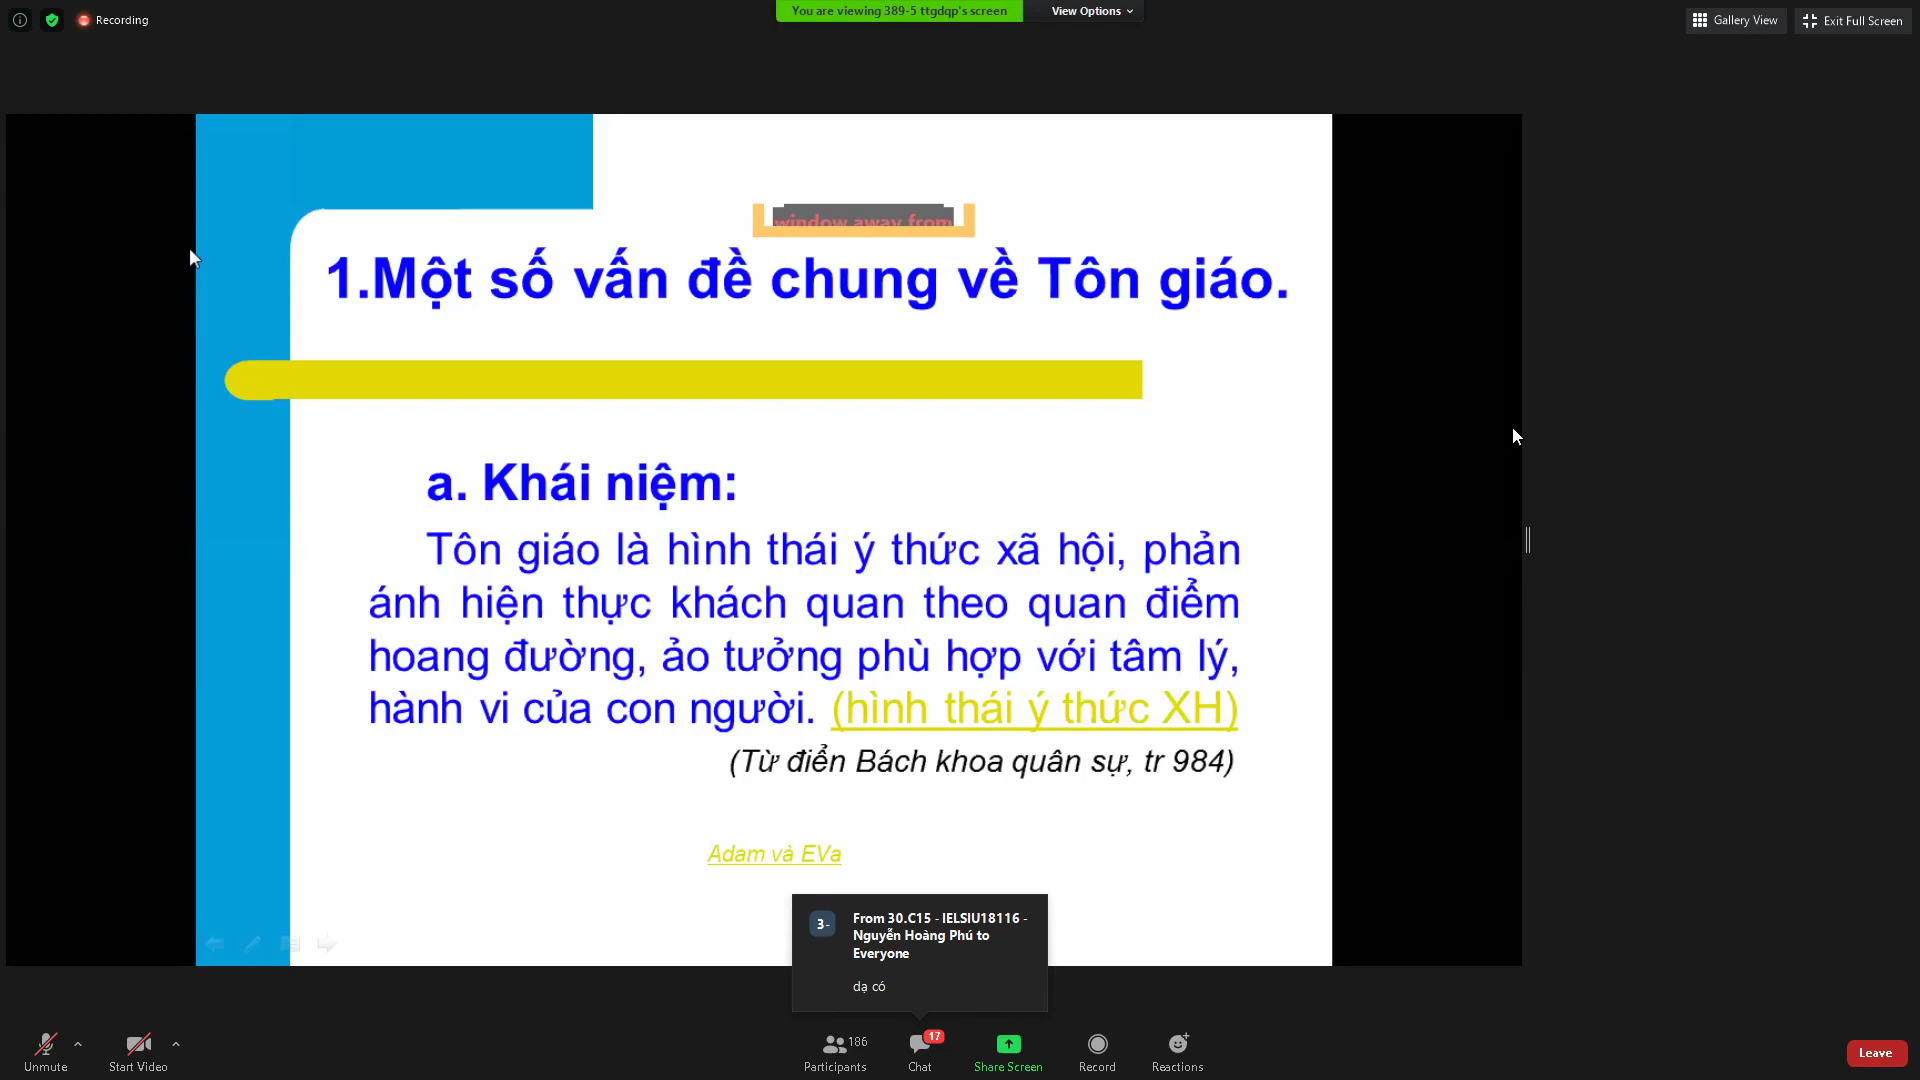 Recording
You are viewing 389-5 ttgdqp's screen
View Options
Gallery View
Exit Full Screen
window away from
1.Một số vấn đề chung về Tôn giáo.
a. Khái niệm:
Tôn giáo là hình thái ý thức xã hội, phản
ánh hiện thực khách quan theo quan điểm
hoang đường, ảo tưởng phù hợp với tâm lý,
hành vi của con người. (hình thái ý thức XH)
(Từ điển Bách khoa quân sự, tr 984)
Adam và EVa
3-
From 30.C15 - IELSIU18116 -
Nguyễn Hoàng Phú to
Everyone
dạ có
Unmute
Start Video
186
Participants
17
Chat
Share Screen
Record
Reactions
Leave